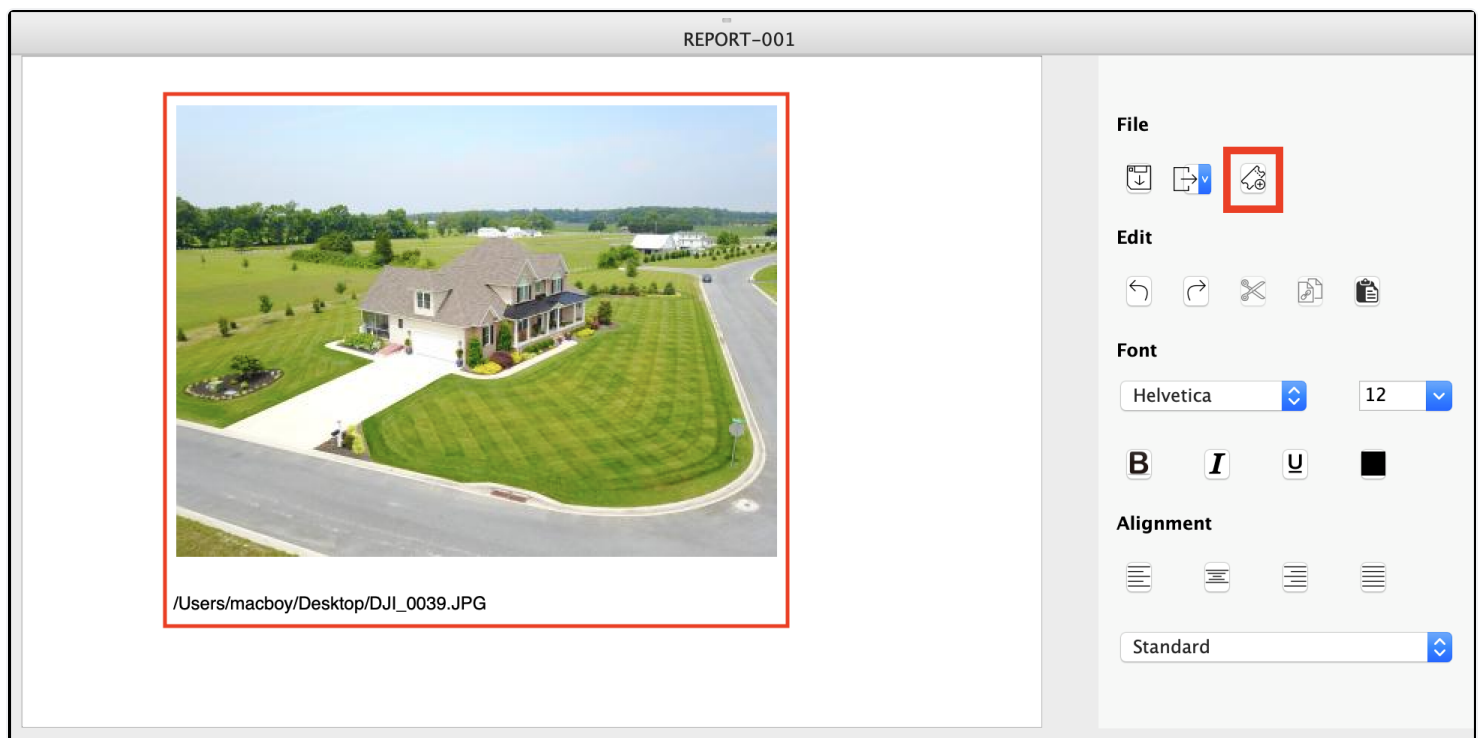 REPORT-001
/Users/macboy/Desktop/DJI_0039.JPG
File
Edit
Font
Helvetica
12
B
I
U
Alignment
Standard